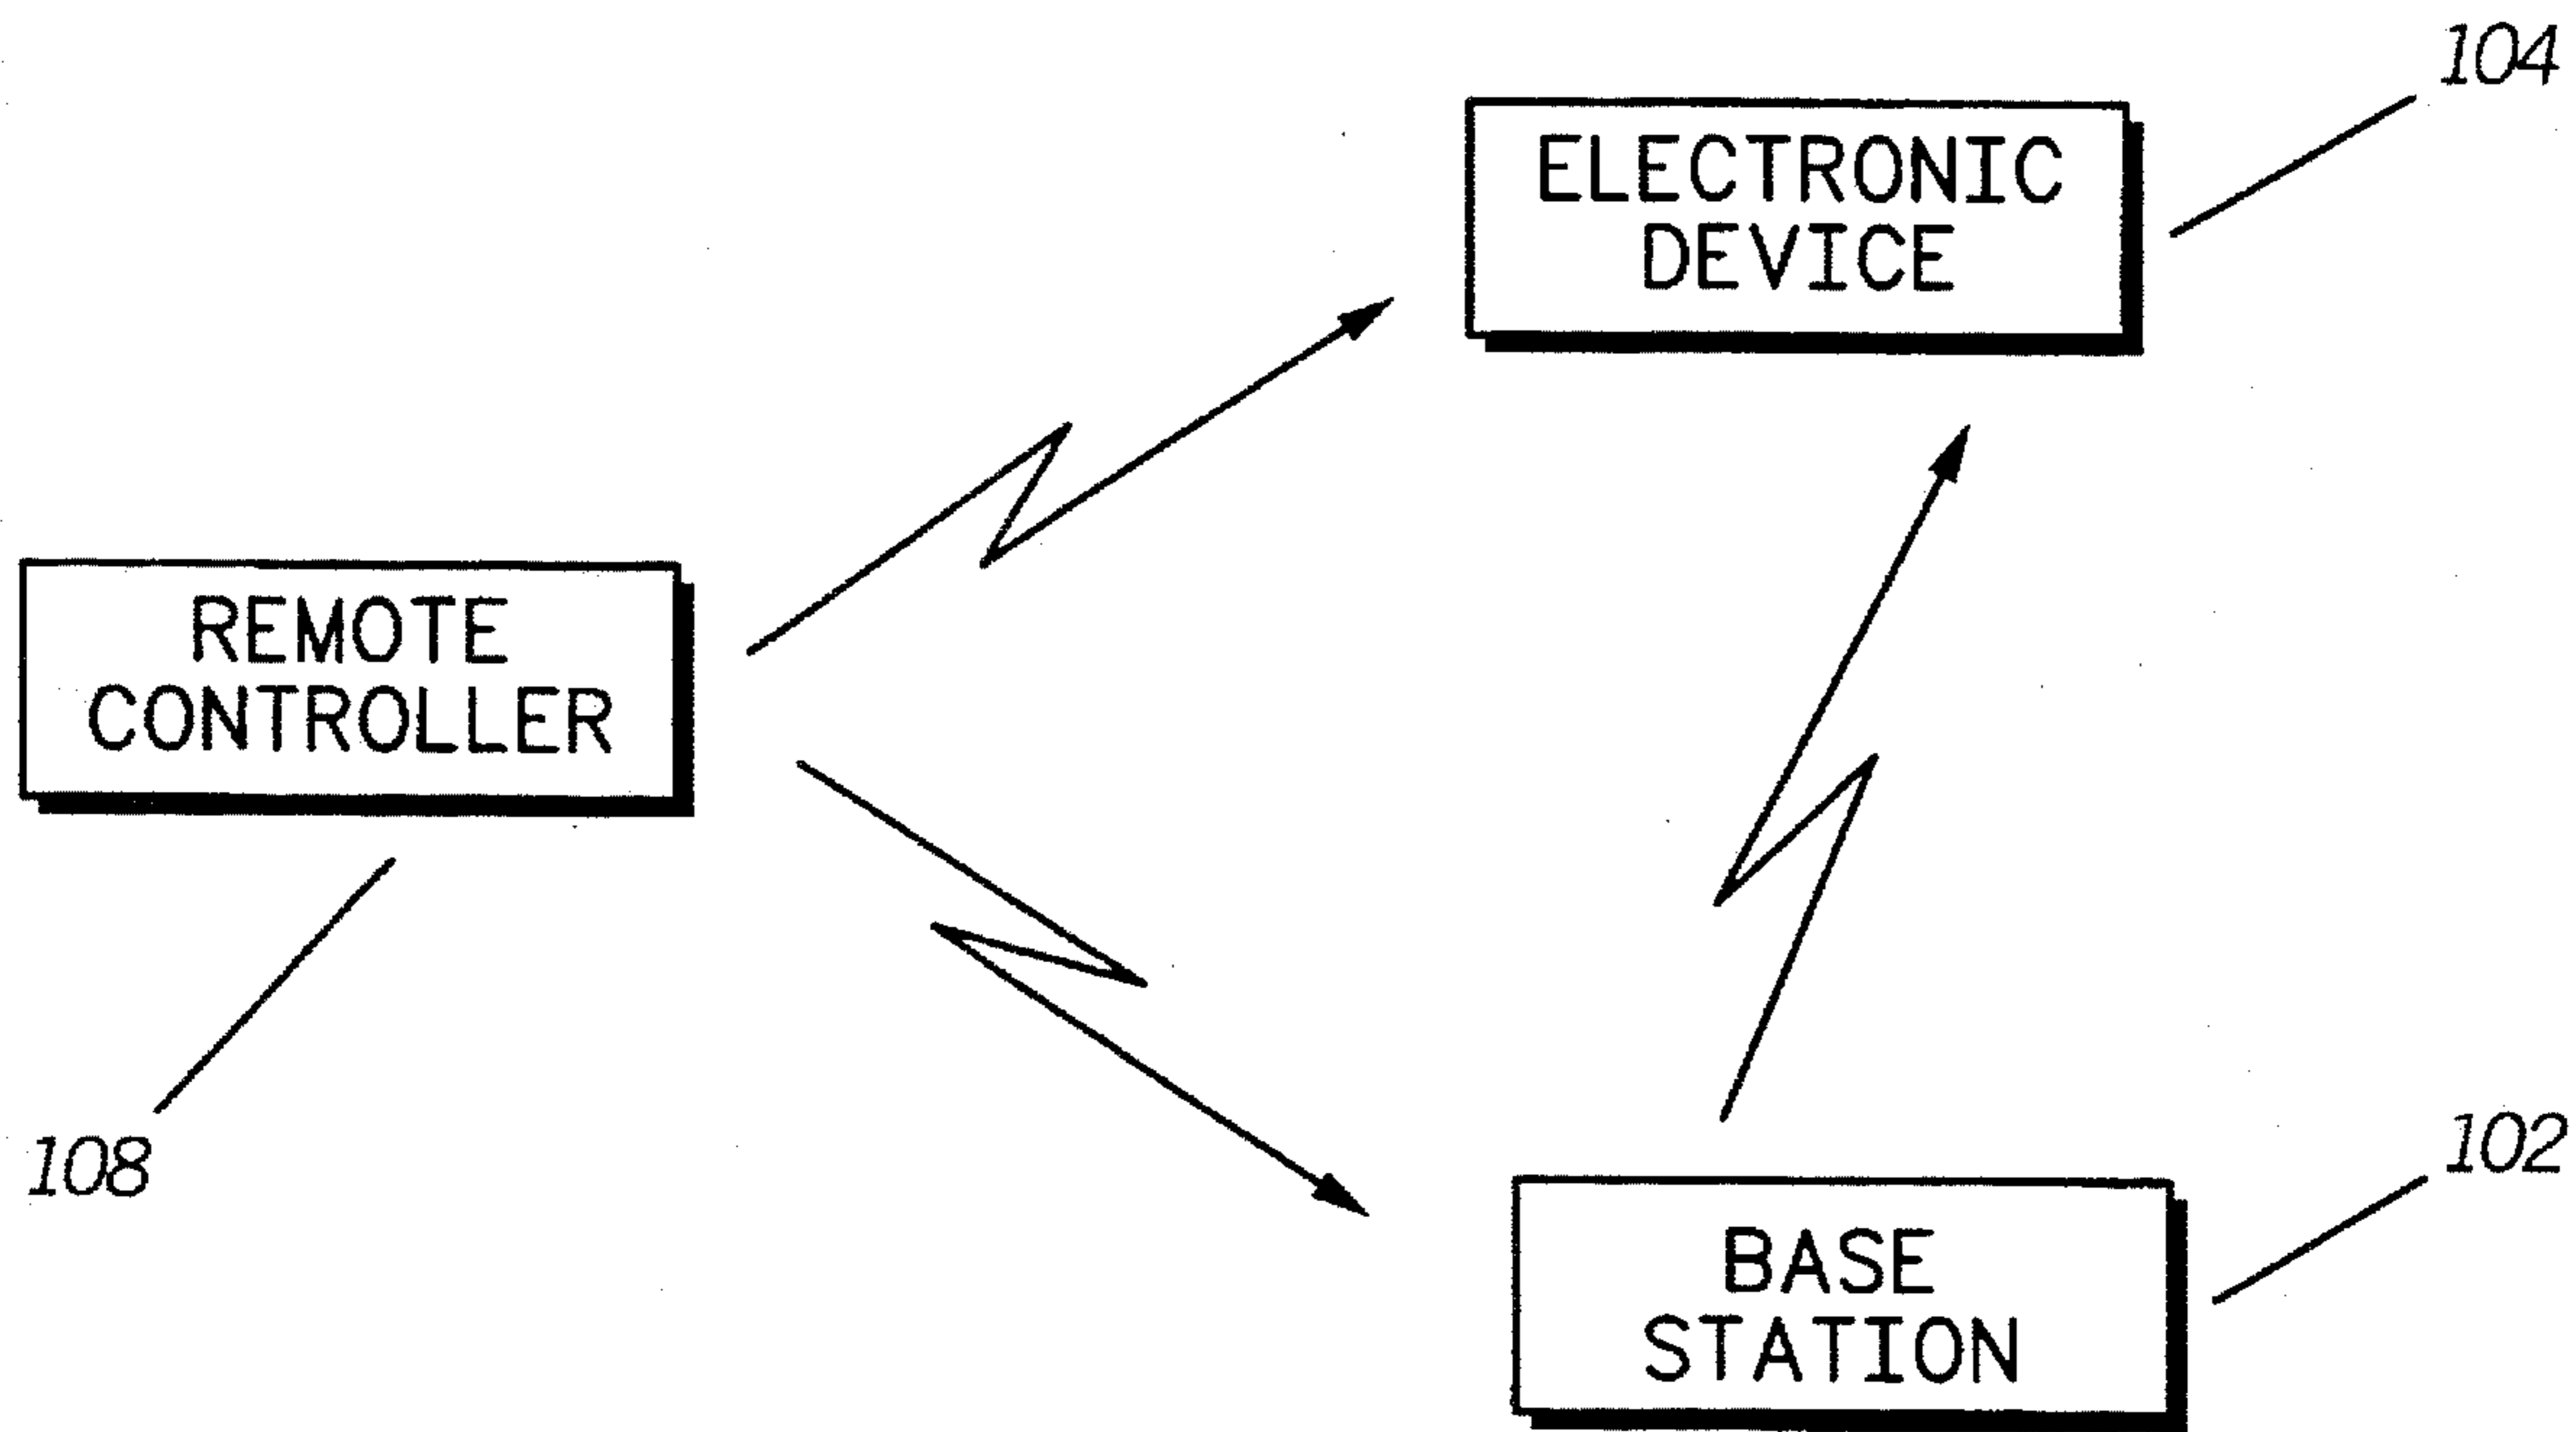 104
ELECTRONIC
DEVICE
REMOTE
CONTROLLER
108
102
BASE
STATION